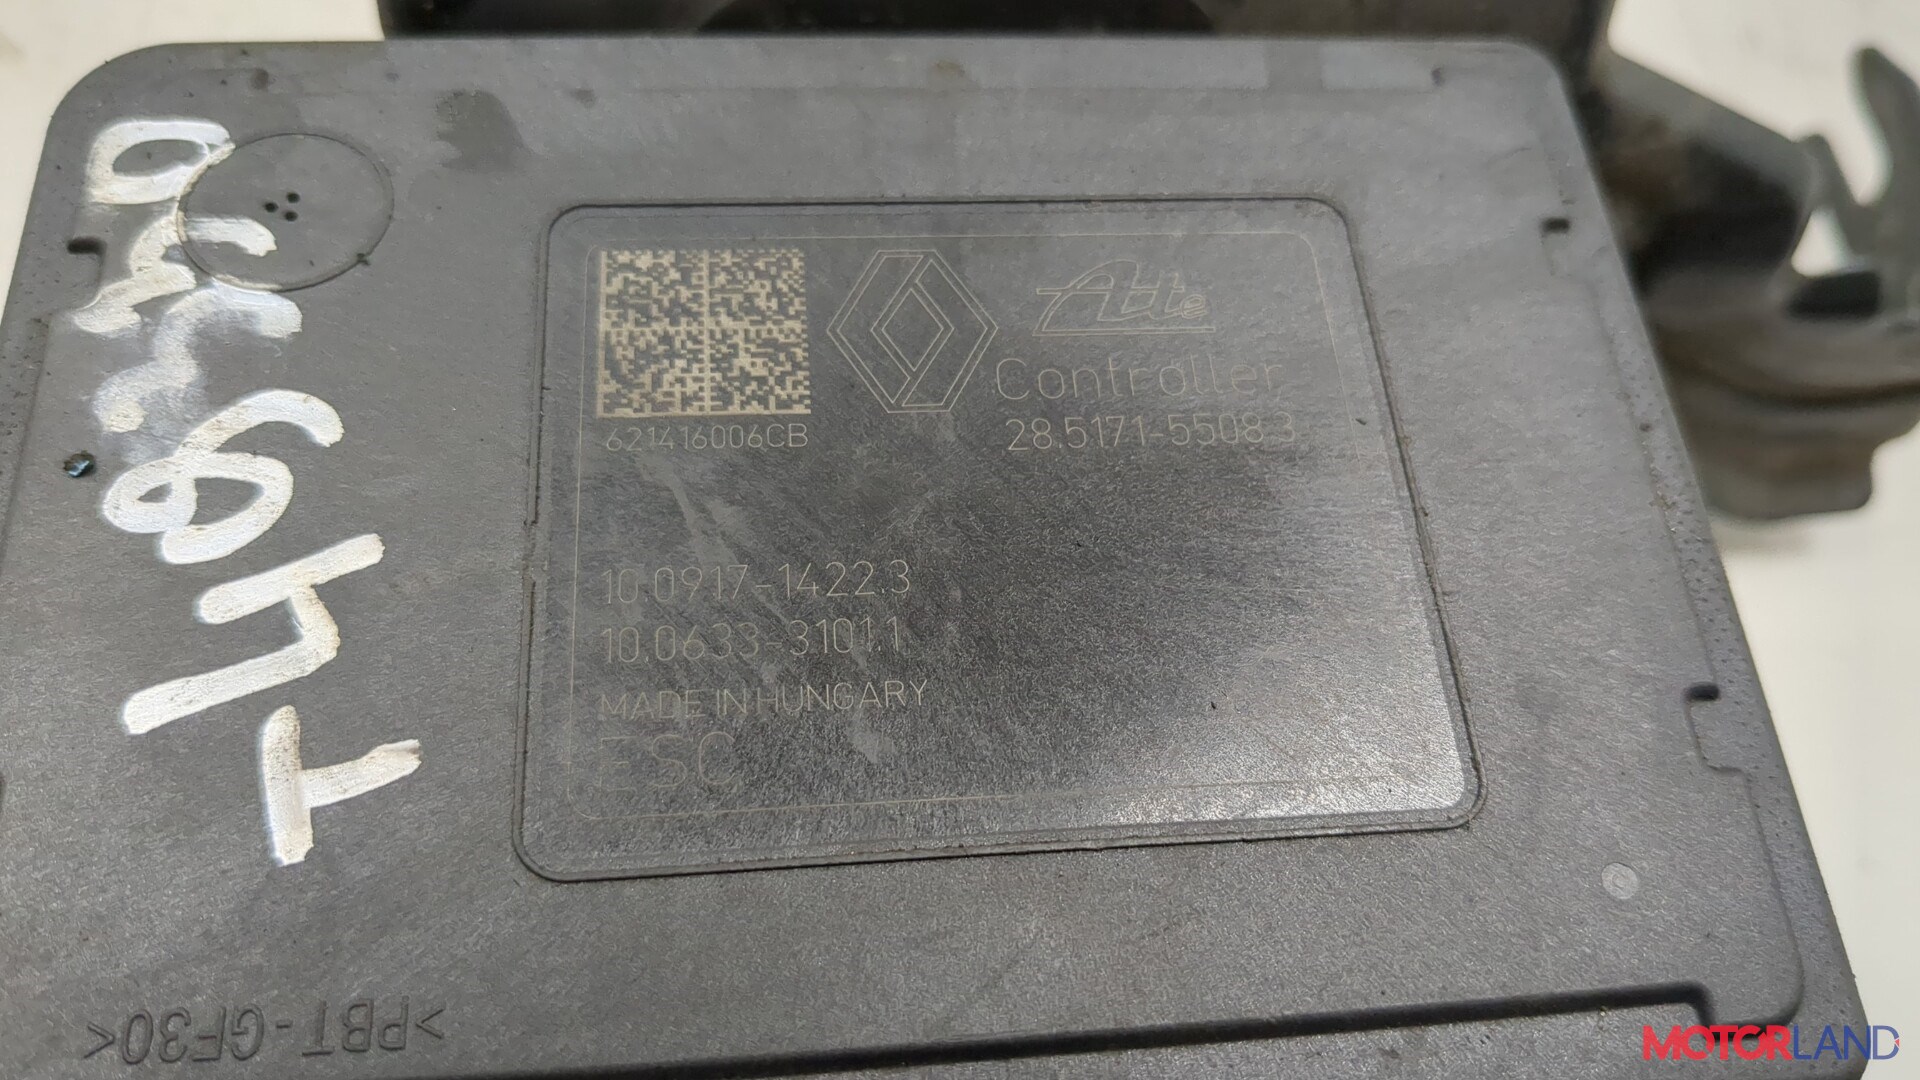 Ate
Controller
621416006CB
28.5171-5508.3
10.0917-1422.3
10.0633-3101.1
MADE IN HUNGARY
ESC
>PBT-GF30<
MOTORLAND